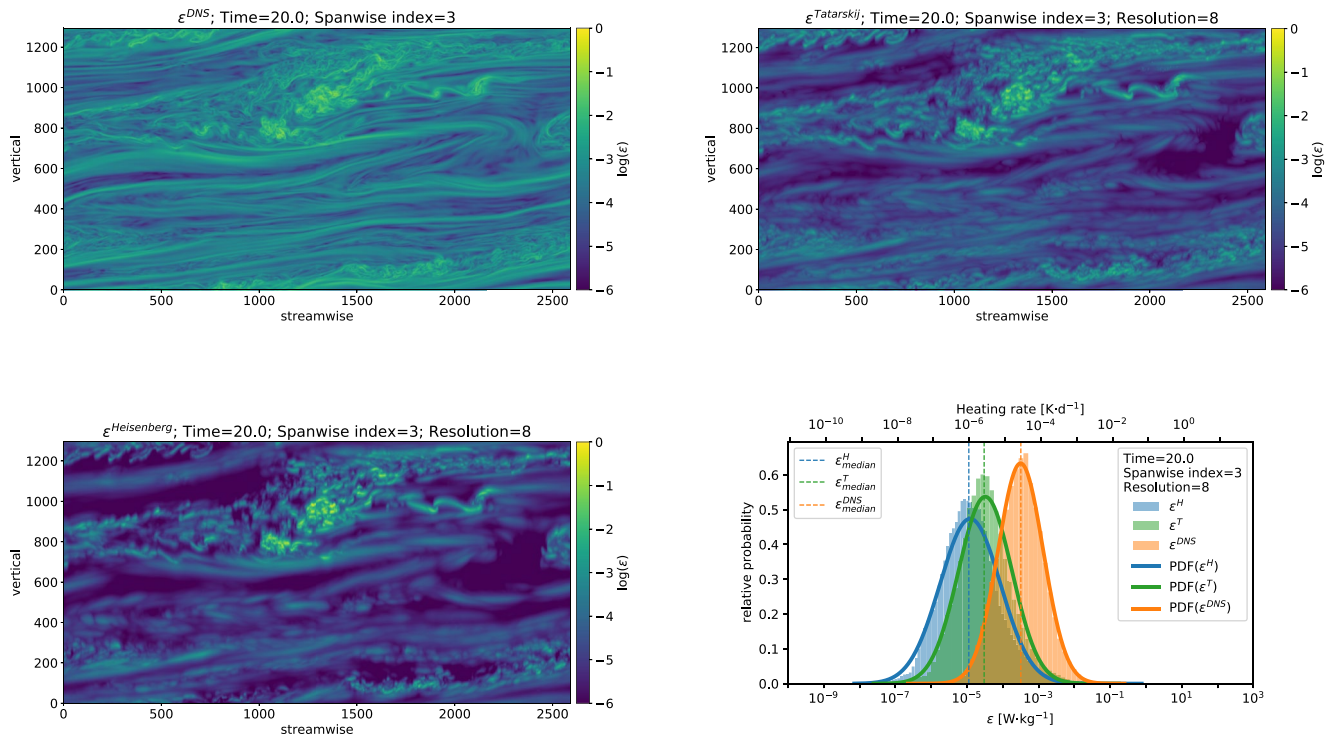 ε^DNS; Time=20.0; Spanwise index=3
1200
1000
800
600
400
200
0
vertical
0 500 1000 1500 2000 2500
streamwise
0
−1
−2
−3
−4
−5
−6
log(ε)
ε^Tatarskij; Time=20.0; Spanwise index=3; Resolution=8
1200
1000
800
600
400
200
0
vertical
0 500 1000 1500 2000 2500
streamwise
0
−1
−2
−3
−4
−5
−6
log(ε)
ε^Heisenberg; Time=20.0; Spanwise index=3; Resolution=8
1200
1000
800
600
400
200
0
vertical
0 500 1000 1500 2000 2500
streamwise
0
−1
−2
−3
−4
−5
−6
log(ε)
Heating rate [K·d⁻¹]
10⁻¹⁰ 10⁻⁸ 10⁻⁶ 10⁻⁴ 10⁻² 10⁰
0.6
0.5
0.4
0.3
0.2
0.1
0.0
relative probability
ε^H_median
ε^T_median
ε^DNS_median
Time=20.0
Spanwise index=3
Resolution=8
ε^H
ε^T
ε^DNS
PDF(ε^H)
PDF(ε^T)
PDF(ε^DNS)
10⁻⁹ 10⁻⁷ 10⁻⁵ 10⁻³ 10⁻¹ 10¹ 10³
ε [W·kg⁻¹]